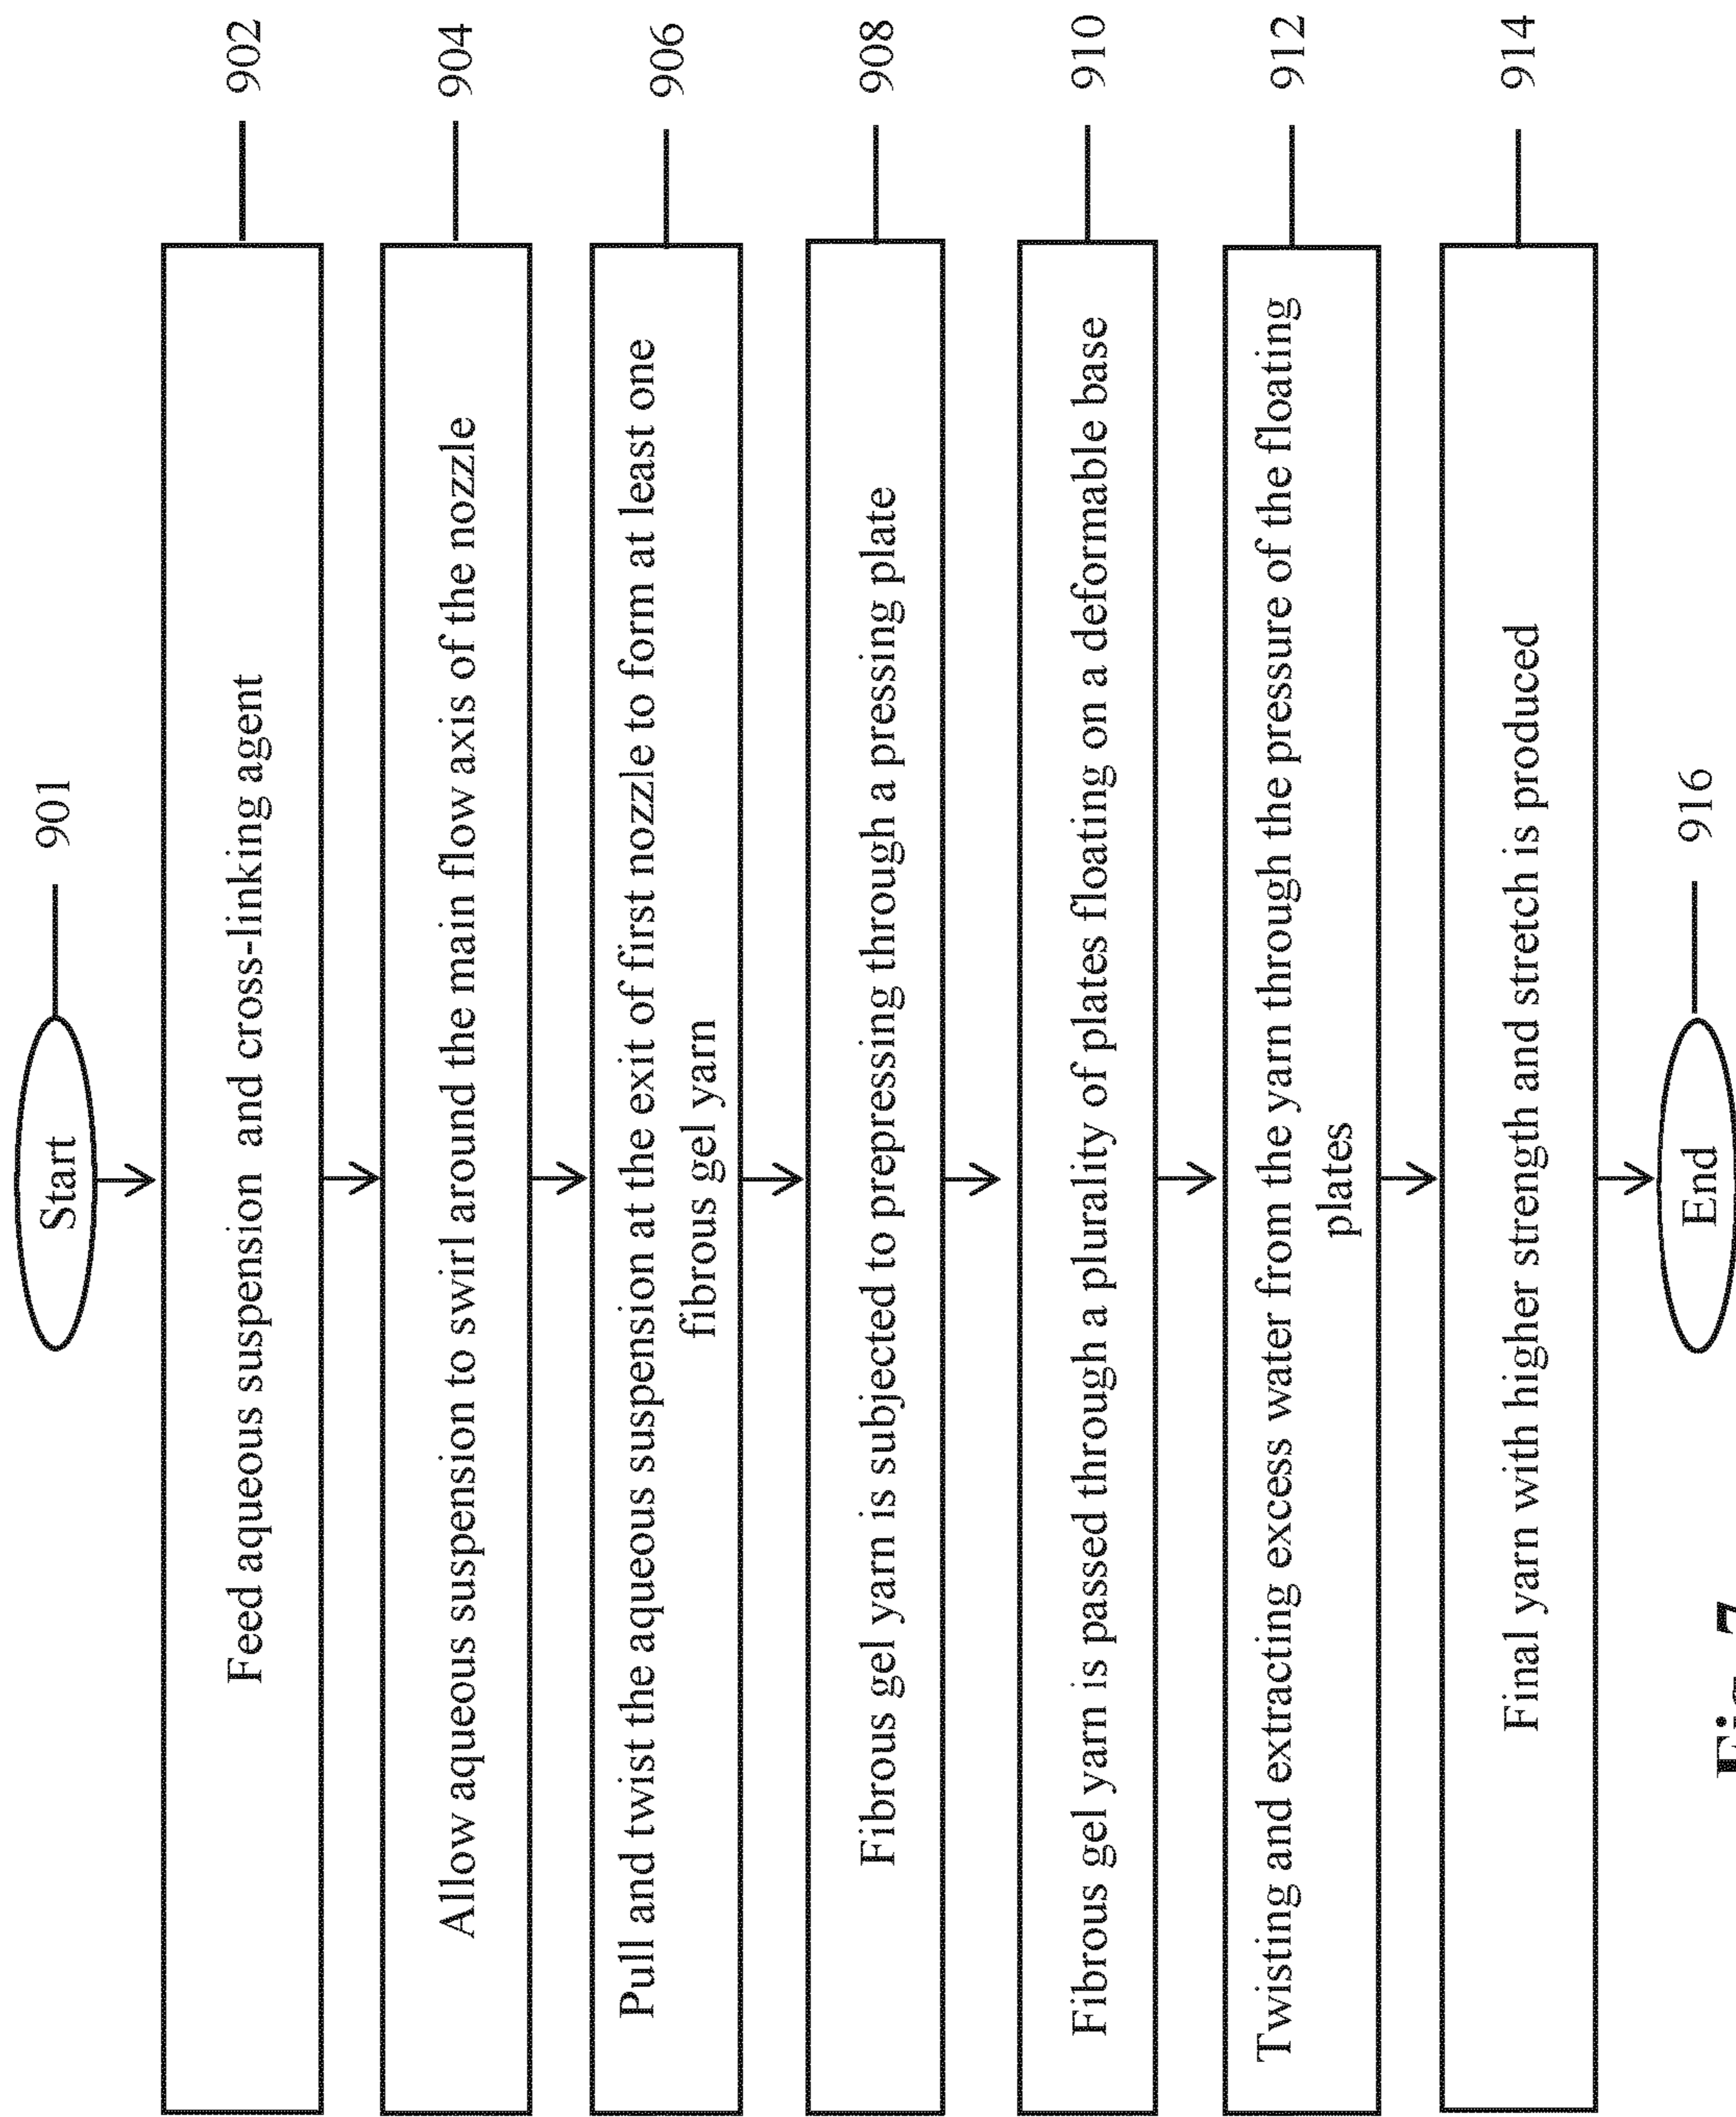 Start
901
Feed aqueous suspension and cross-linking agent
902
Allow aqueous suspension to swirl around the main flow axis of the nozzle
904
Pull and twist the aqueous suspension at the exit of first nozzle to form at least one
fibrous gel yarn
906
Fibrous gel yarn is subjected to prepressing through a pressing plate
908
Fibrous gel yarn is passed through a plurality of plates floating on a deformable base
910
Twisting and extracting excess water from the yarn through the pressure of the floating
plates
912
Final yarn with higher strength and stretch is produced
914
End
916